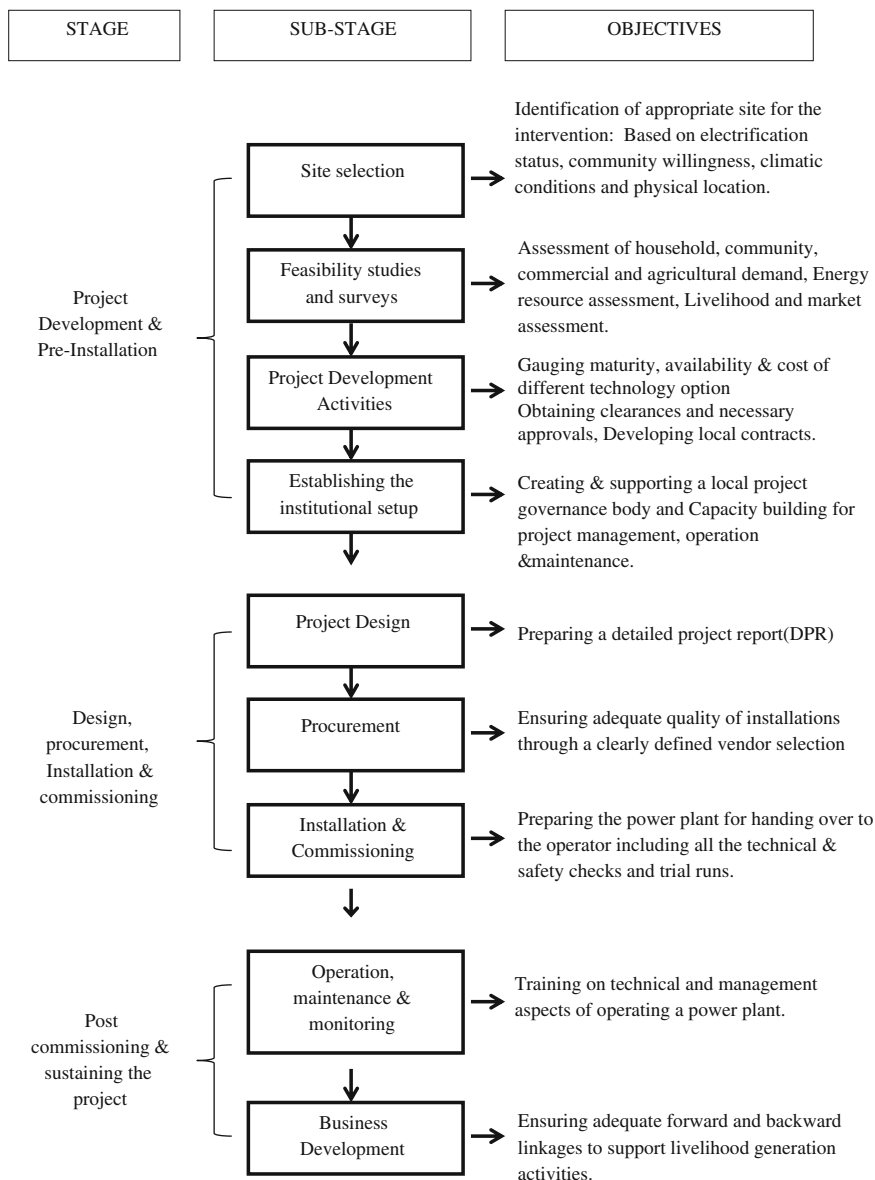 STAGE
SUB-STAGE
OBJECTIVES
Project
Development &
Pre-Installation
Site selection
Identification of appropriate site for the
intervention:  Based on electrification
status, community willingness, climatic
conditions and physical location.
Feasibility studies
and surveys
Assessment of household, community,
commercial and agricultural demand, Energy
resource assessment, Livelihood and market
assessment.
Project Development
Activities
Gauging maturity, availability & cost of
different technology option
Obtaining clearances and necessary
approvals, Developing local contracts.
Establishing the
institutional setup
Creating & supporting a local project
governance body and Capacity building for
project management, operation
&maintenance.
Design,
procurement,
Installation &
commissioning
Project Design
Preparing a detailed project report(DPR)
Procurement
Ensuring adequate quality of installations
through a clearly defined vendor selection
Installation &
Commissioning
Preparing the power plant for handing over to
the operator including all the technical &
safety checks and trial runs.
Post
commissioning &
sustaining the
project
Operation,
maintenance &
monitoring
Training on technical and management
aspects of operating a power plant.
Business
Development
Ensuring adequate forward and backward
linkages to support livelihood generation
activities.